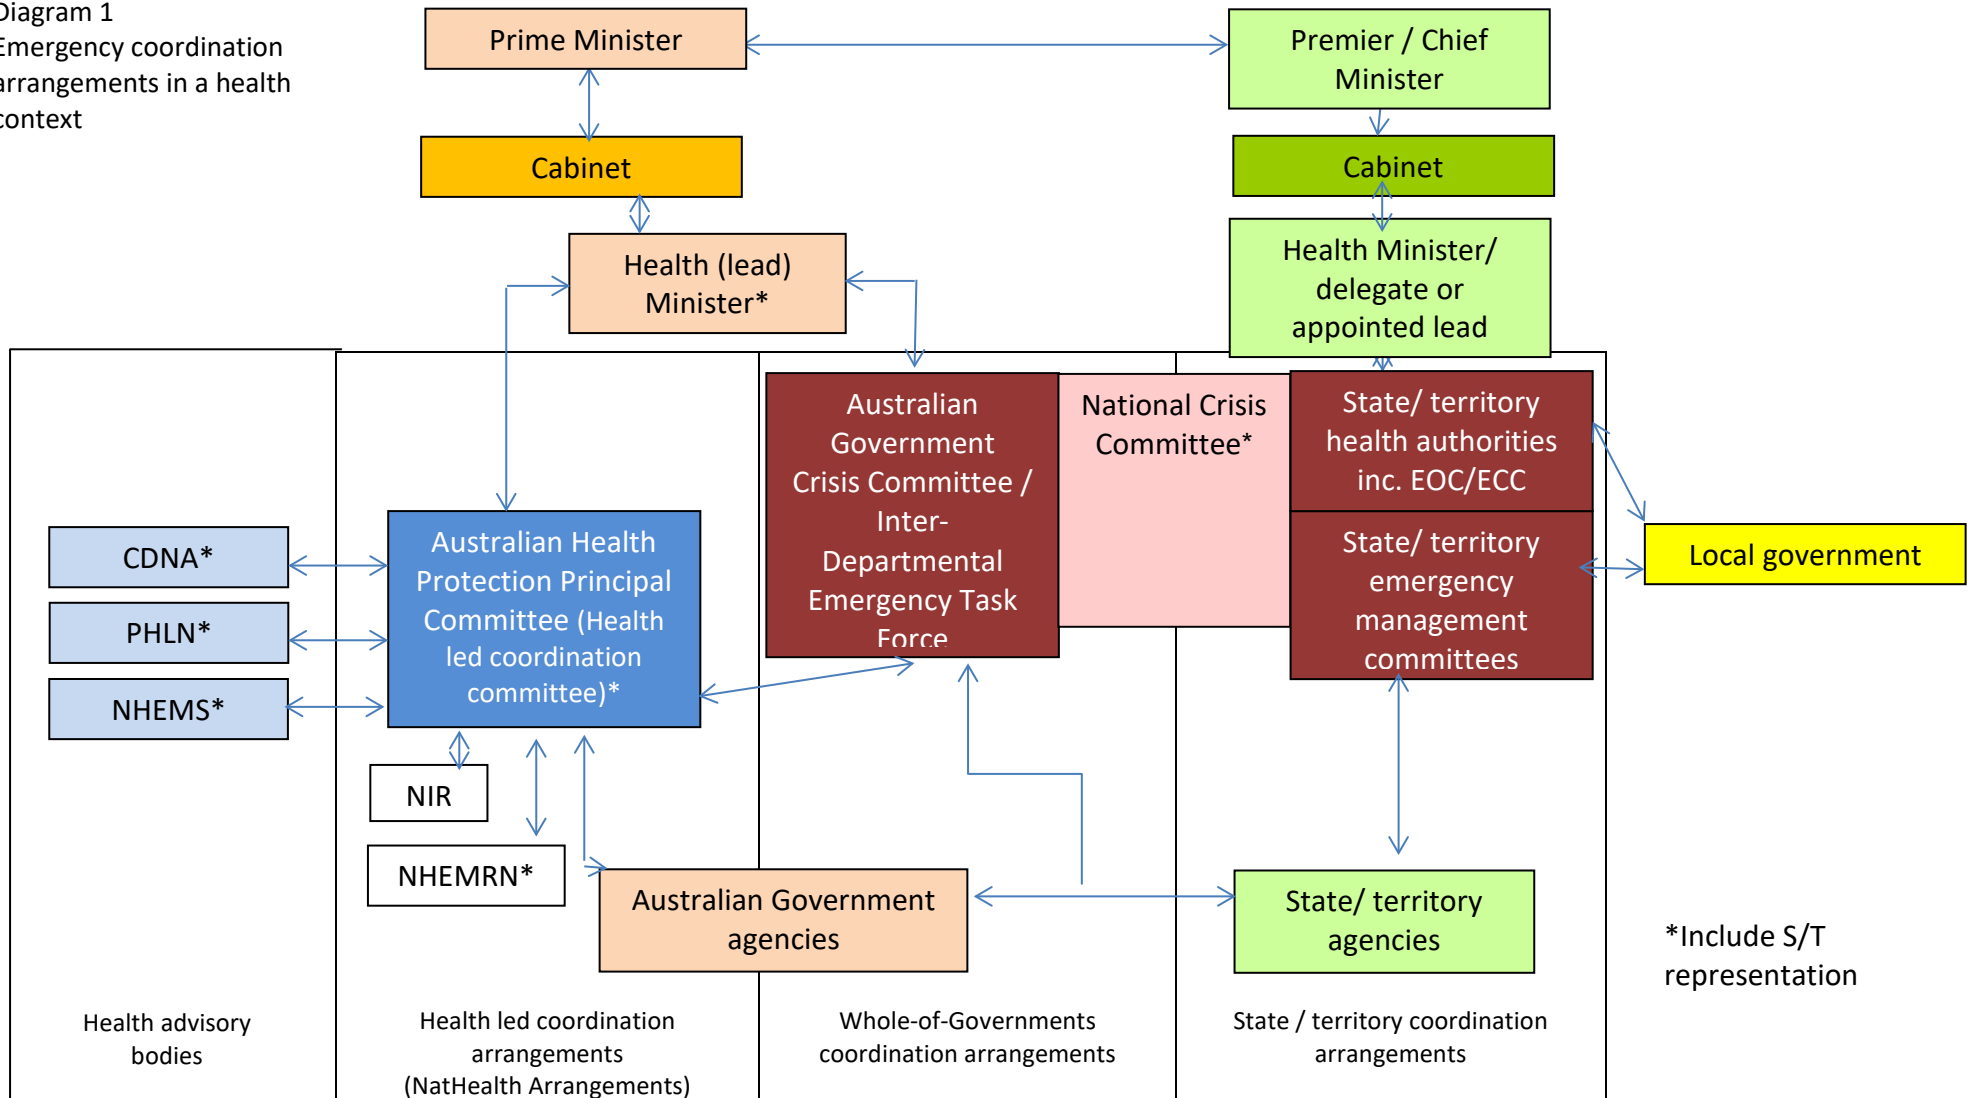 Diagram 1
Emergency coordination
arrangements in a health
context
Prime Minister
Premier / Chief
Minister
Cabinet
Cabinet
Health (lead)
Minister*
Health Minister/
delegate or
appointed lead
Australian
Government
Crisis Committee /
Inter-
Departmental
Emergency Task
Force
National Crisis
Committee*
State/ territory
health authorities
inc. EOC/ECC
State/ territory
emergency
management
committees
Local government
CDNA*
PHLN*
NHEMS*
Australian Health
Protection Principal
Committee (Health
led coordination
committee)*
NIR
NHEMRN*
Australian Government
agencies
State/ territory
agencies
*Include S/T
representation
Health advisory
bodies
Health led coordination
arrangements
(NatHealth Arrangements)
Whole-of-Governments
coordination arrangements
State / territory coordination
arrangements